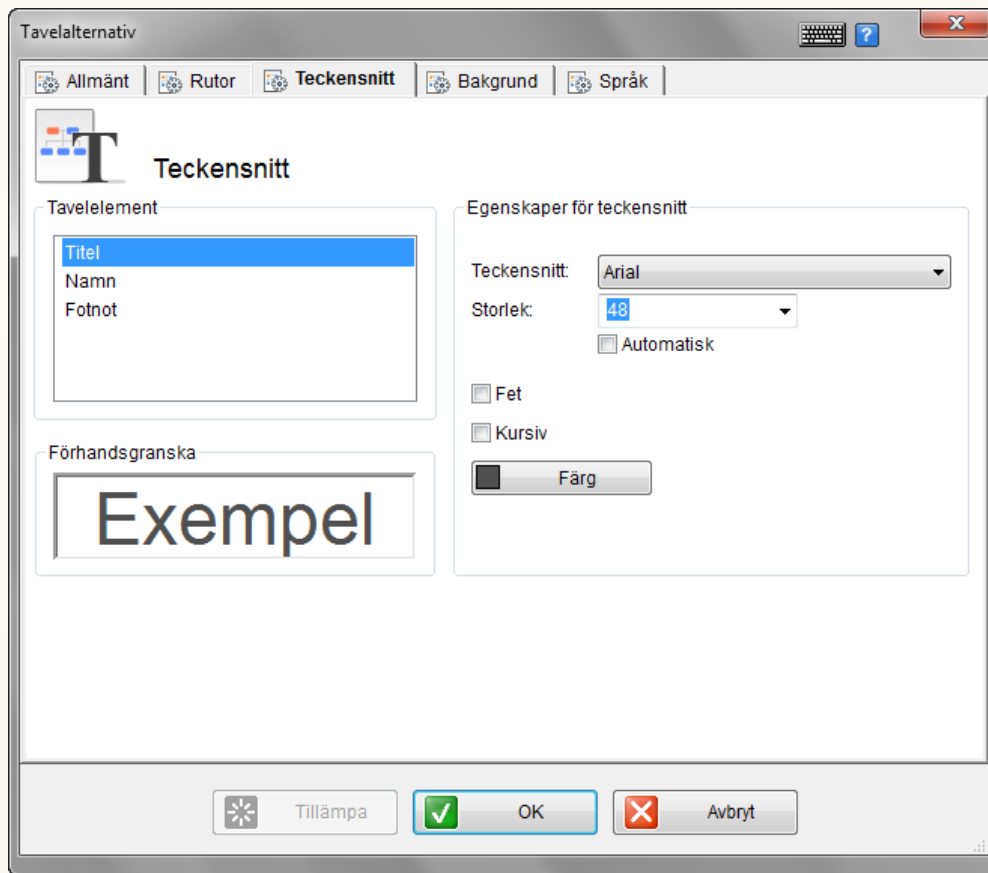 Tavelalternativ
?
Allmänt Rutor Teckensnitt Bakgrund Språk
T Teckensnitt
Tavelelement
Titel
Namn
Fotnot
Förhandsgranska
Exempel
Egenskaper för teckensnitt
Teckensnitt: Arial
Storlek: 48
Automatisk
Fet
Kursiv
Färg
Tillämpa OK Avbryt